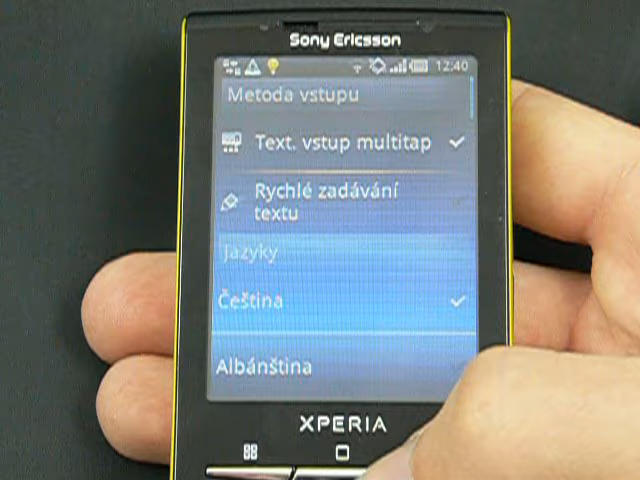 Sony Ericsson
12:40
Metoda vstupu
Text. vstup multitap
Rychlé zadávání
textu
Jazyky
Čeština
Albánština
XPERIA